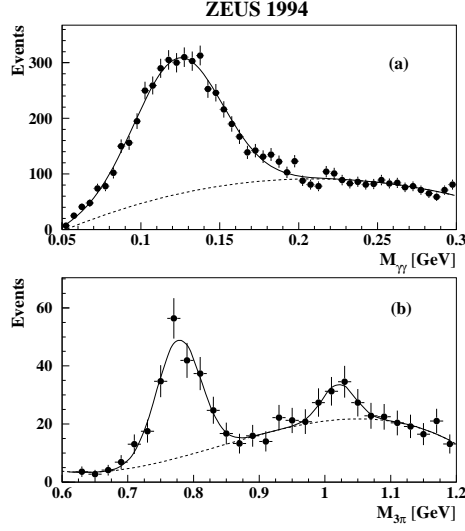 ZEUS 1994
Events
(a)
300
200
100
0
0.05 0.1 0.15 0.2 0.25 0.3
M_γγ [GeV]
Events
(b)
60
40
20
0
0.6 0.7 0.8 0.9 1 1.1 1.2
M_3π [GeV]